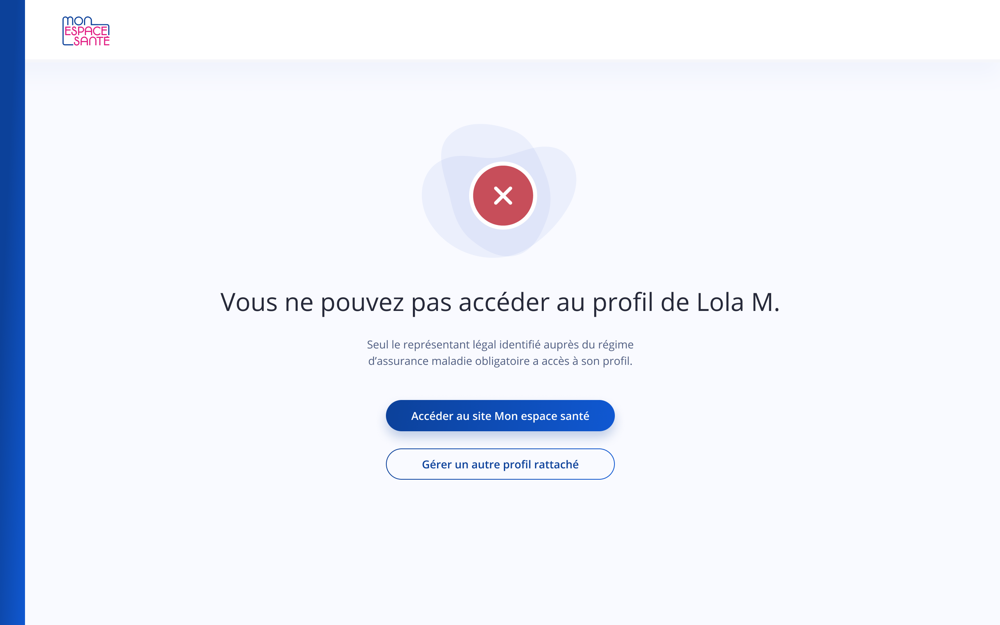 mon
ESPACE
SANTÉ
Vous ne pouvez pas accéder au profil de Lola M.
Seul le représentant légal identifié auprès du régime
d’assurance maladie obligatoire a accès à son profil.
Accéder au site Mon espace santé
Gérer un autre profil rattaché